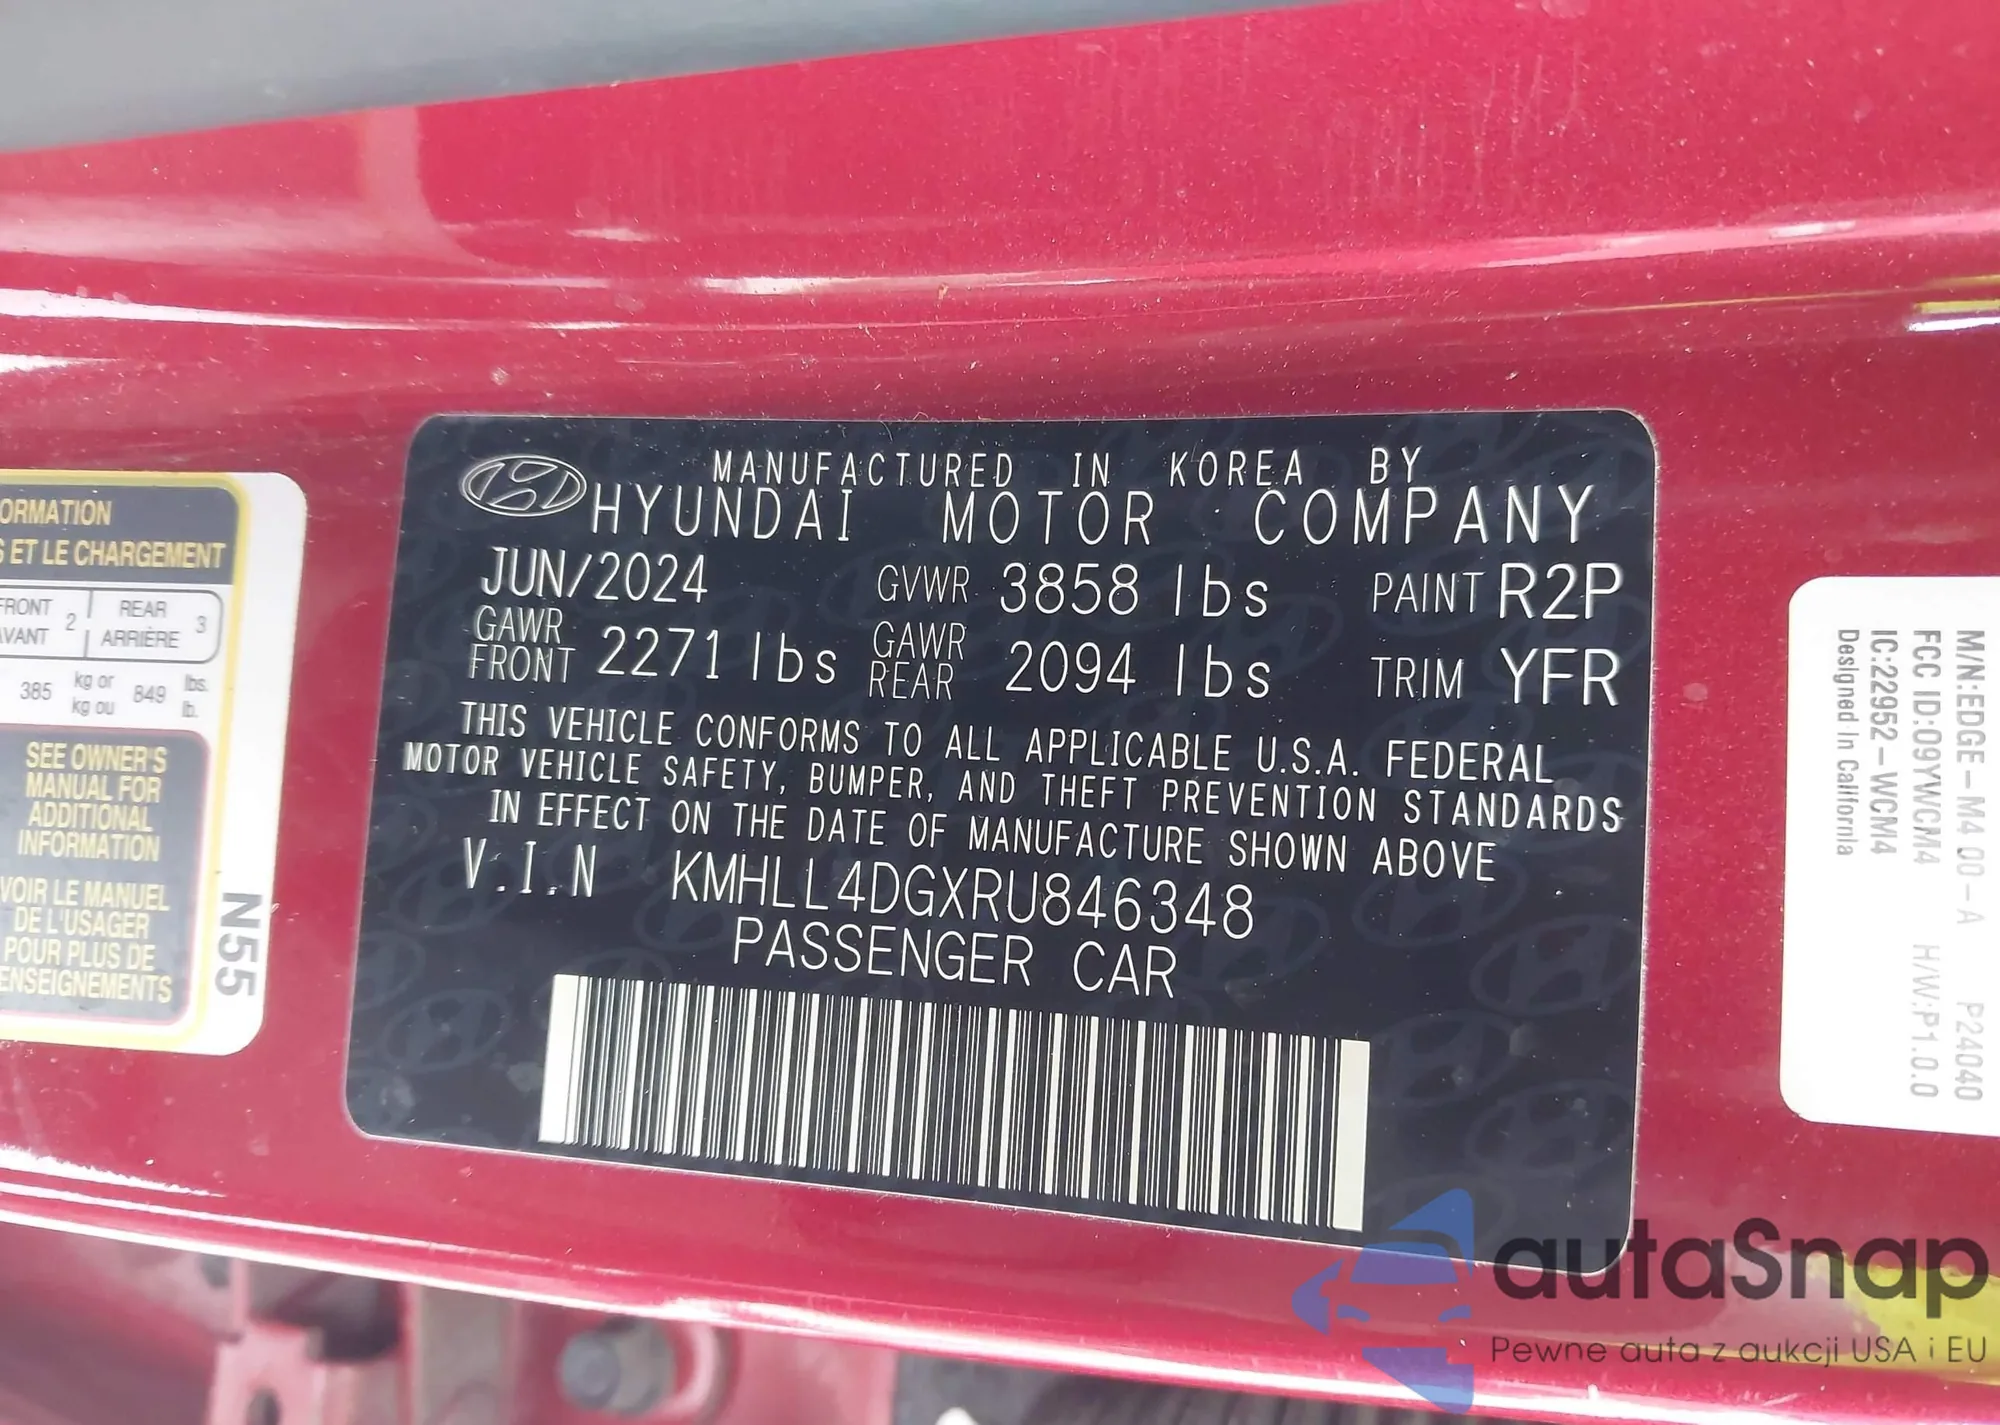 MANUFACTURED IN KOREA BY
HYUNDAI MOTOR COMPANY
JUN/2024 GVWR 3858 lbs PAINT R2P
GAWR FRONT 2271 lbs GAWR REAR 2094 lbs TRIM YFR
THIS VEHICLE CONFORMS TO ALL APPLICABLE U.S.A. FEDERAL
MOTOR VEHICLE SAFETY, BUMPER, AND THEFT PREVENTION STANDARDS
IN EFFECT ON THE DATE OF MANUFACTURE SHOWN ABOVE
V.I.N KMHLL4DGXRU846348
PASSENGER CAR
ORMATION
S ET LE CHARGEMENT
FRONT 2 REAR 3
AVANT ARRIÈRE
385 kg or 849 lbs.
kg ou lb.
SEE OWNER'S
MANUAL FOR
ADDITIONAL
INFORMATION
VOIR LE MANUEL
DE L'USAGER
POUR PLUS DE
ENSEIGNEMENTS
N55
M/N:EDGE-M4 00-A P24040
FCC ID:O9YWCM4 H/W.P1.0.0
IC:22952-WCM4
Designed In California
autaSnap
Pewne auta z aukcji USA i EU